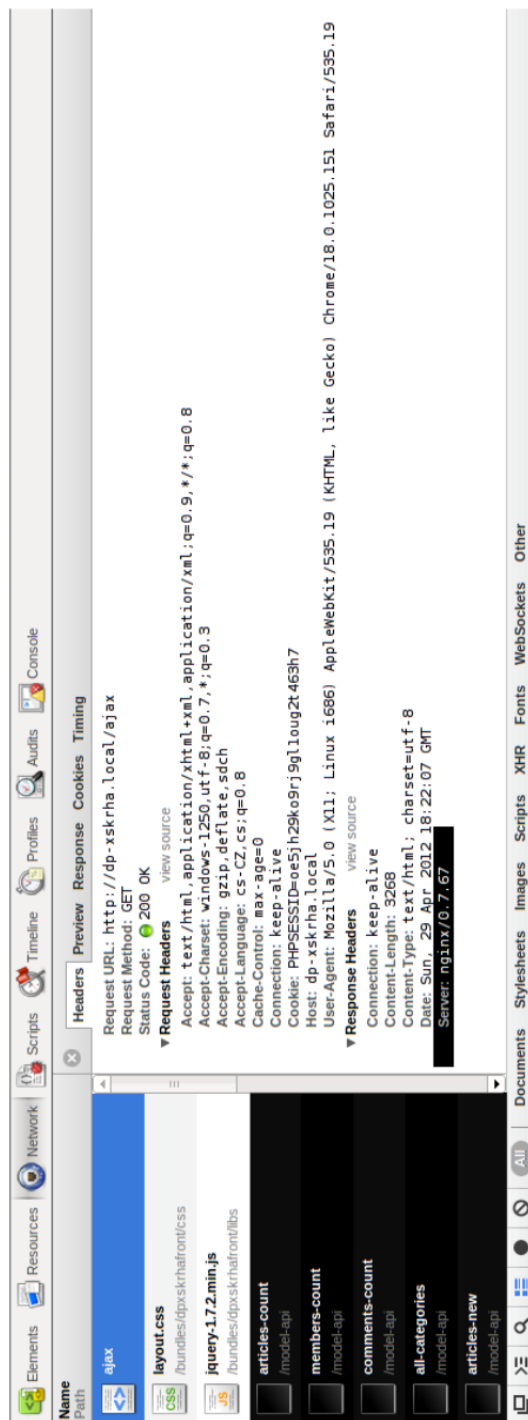 Elements Resources Network Scripts Timeline Profiles Audits Console
Name
Path
ajax
layout.css
/bundles/dpxskrhafront/css
jquery-1.7.2.min.js
/bundles/dpxskrhafront/libs
articles-count
/model-api
members-count
/model-api
comments-count
/model-api
all-categories
/model-api
articles-new
/model-api
Headers Preview Response Cookies Timing
Request URL: http://dp-xskrha.local/ajax
Request Method: GET
Status Code: 200 OK
Request Headers view source
Accept: text/html,application/xhtml+xml,application/xml;q=0.9,*/*;q=0.8
Accept-Charset: windows-1250,utf-8;q=0.7,*;q=0.3
Accept-Encoding: gzip,deflate,sdch
Accept-Language: cs-CZ,cs;q=0.8
Cache-Control: max-age=0
Connection: keep-alive
Host: dp-xskrha.local
User-Agent: Mozilla/5.0 (X11; Linux i686) AppleWebKit/535.19 (KHTML, like Gecko) Chrome/18.0.1025.151 Safari/535.19
Response Headers view source
Connection: keep-alive
Content-Length: 3268
Content-Type: text/html; charset=utf-8
Date: Sun, 29 Apr 2012 18:22:07 GMT
Server: nginx/0.7.67
All Documents Stylesheets Images Scripts XHR Fonts WebSockets Other